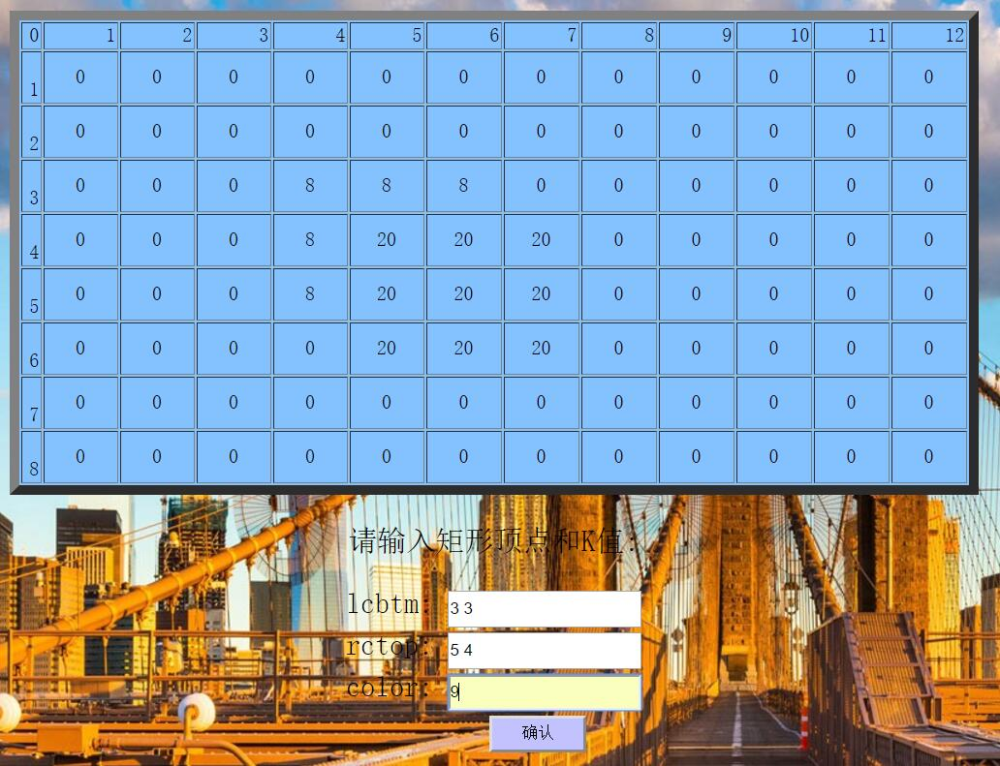 0 1 2 3 4 5 6 7 8 9 10 11 12
1 0 0 0 0 0 0 0 0 0 0 0 0
2 0 0 0 0 0 0 0 0 0 0 0 0
3 0 0 0 8 8 8 0 0 0 0 0 0
4 0 0 0 8 20 20 20 0 0 0 0 0
5 0 0 0 8 20 20 20 0 0 0 0 0
6 0 0 0 0 20 20 20 0 0 0 0 0
7 0 0 0 0 0 0 0 0 0 0 0 0
8 0 0 0 0 0 0 0 0 0 0 0 0
请输入矩形顶点和K值:
lcbtm: 3 3
rctop: 5 4
color: 9
确认